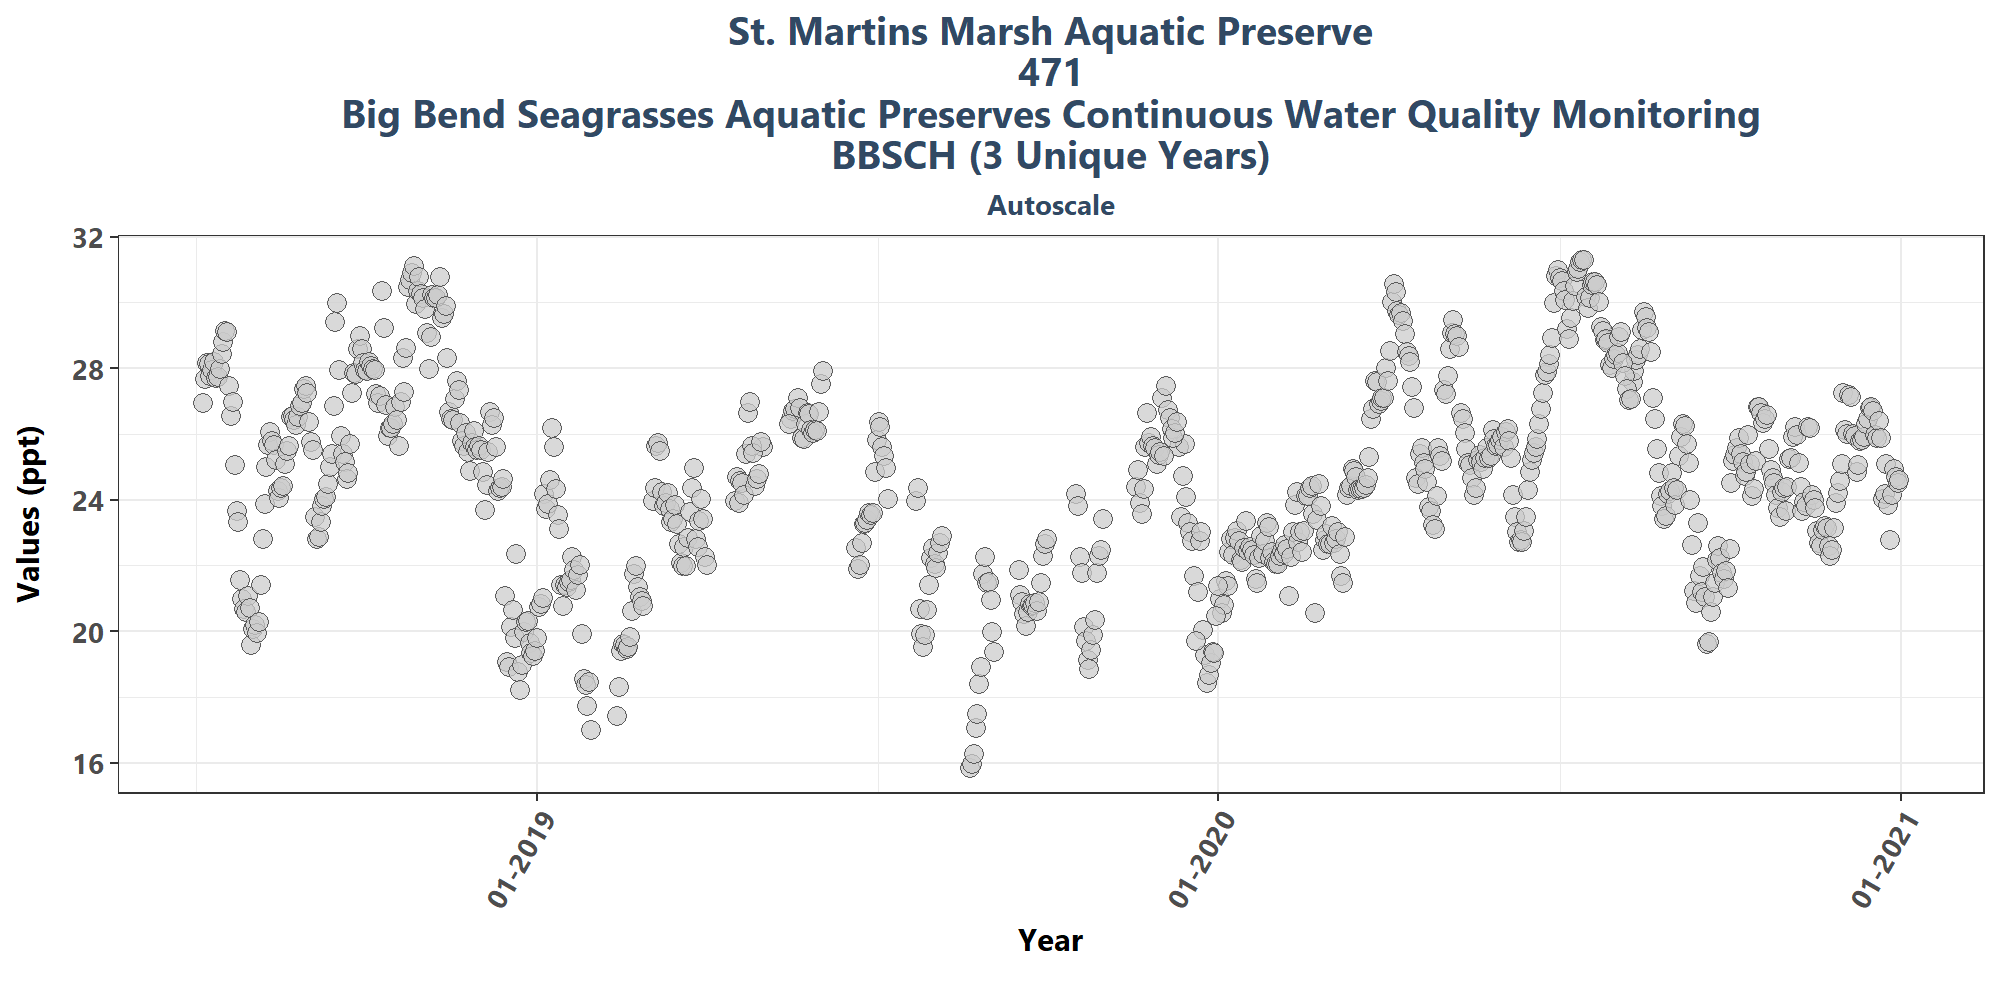 St. Martins Marsh Aquatic Preserve
471
Big Bend Seagrasses Aquatic Preserves Continuous Water Quality Monitoring
BBSCH (3 Unique Years)
Autoscale
32
28
24
20
16
Values (ppt)
01-2019
01-2020
01-2021
Year